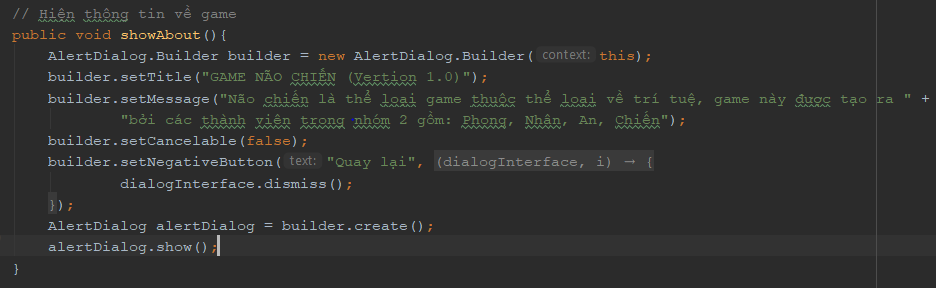 // Hiện thông tin về game
public void showAbout(){
AlertDialog.Builder builder = new AlertDialog.Builder( context: this);
builder.setTitle("GAME NÃO CHIẾN (Vertion 1.0)");
builder.setMessage("Não chiến là thể loại game thuộc thể loại về trí tuệ, game này được tạo ra " +
"bởi các thành viên trong nhóm 2 gồm: Phong, Nhân, An, Chiến");
builder.setCancelable(false);
builder.setNegativeButton( text: "Quay lại", (dialogInterface, i) → {
dialogInterface.dismiss();
});
AlertDialog alertDialog = builder.create();
alertDialog.show();
}